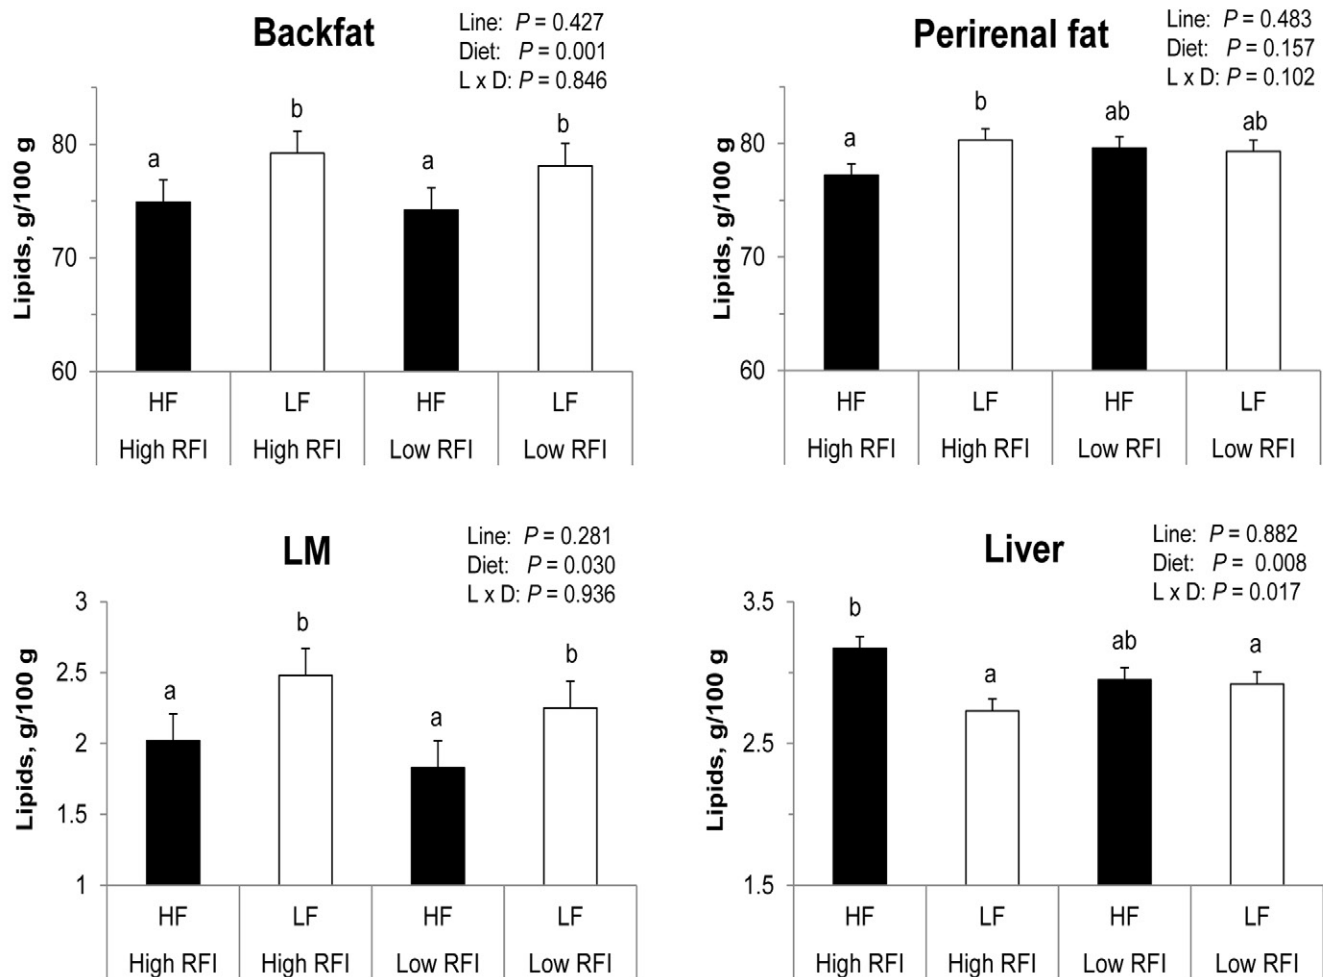 Backfat
Line: P = 0.427
Diet: P = 0.001
L x D: P = 0.846
Lipids, g/100 g
80
70
60
a
b
a
b
HF LF HF LF
High RFI High RFI Low RFI Low RFI
Perirenal fat
Line: P = 0.483
Diet: P = 0.157
L x D: P = 0.102
Lipids, g/100 g
80
70
60
a
b
ab
ab
HF LF HF LF
High RFI High RFI Low RFI Low RFI
LM
Line: P = 0.281
Diet: P = 0.030
L x D: P = 0.936
Lipids, g/100 g
3
2.5
2
1.5
1
a
b
a
b
HF LF HF LF
High RFI High RFI Low RFI Low RFI
Liver
Line: P = 0.882
Diet: P = 0.008
L x D: P = 0.017
Lipids, g/100 g
3.5
2.5
1.5
b
a
ab
a
HF LF HF LF
High RFI High RFI Low RFI Low RFI